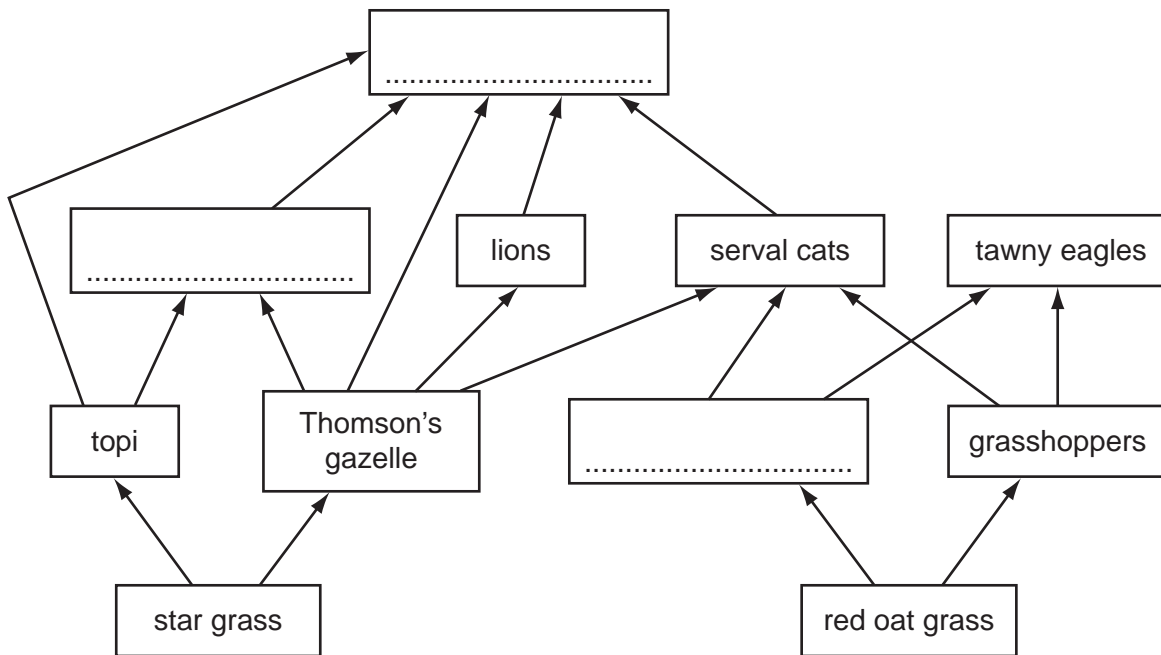 ..................................
lions
serval cats
tawny eagles
..................................
topi
Thomson's
gazelle
grasshoppers
..................................
star grass
red oat grass